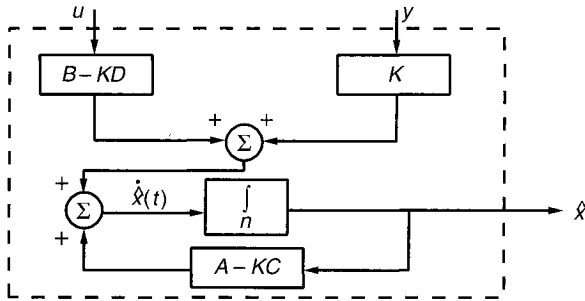 u
y
B – KD
K
+
+
Σ
+
ẋ̂(t)
∫
n
x̂
Σ
+
A – KC